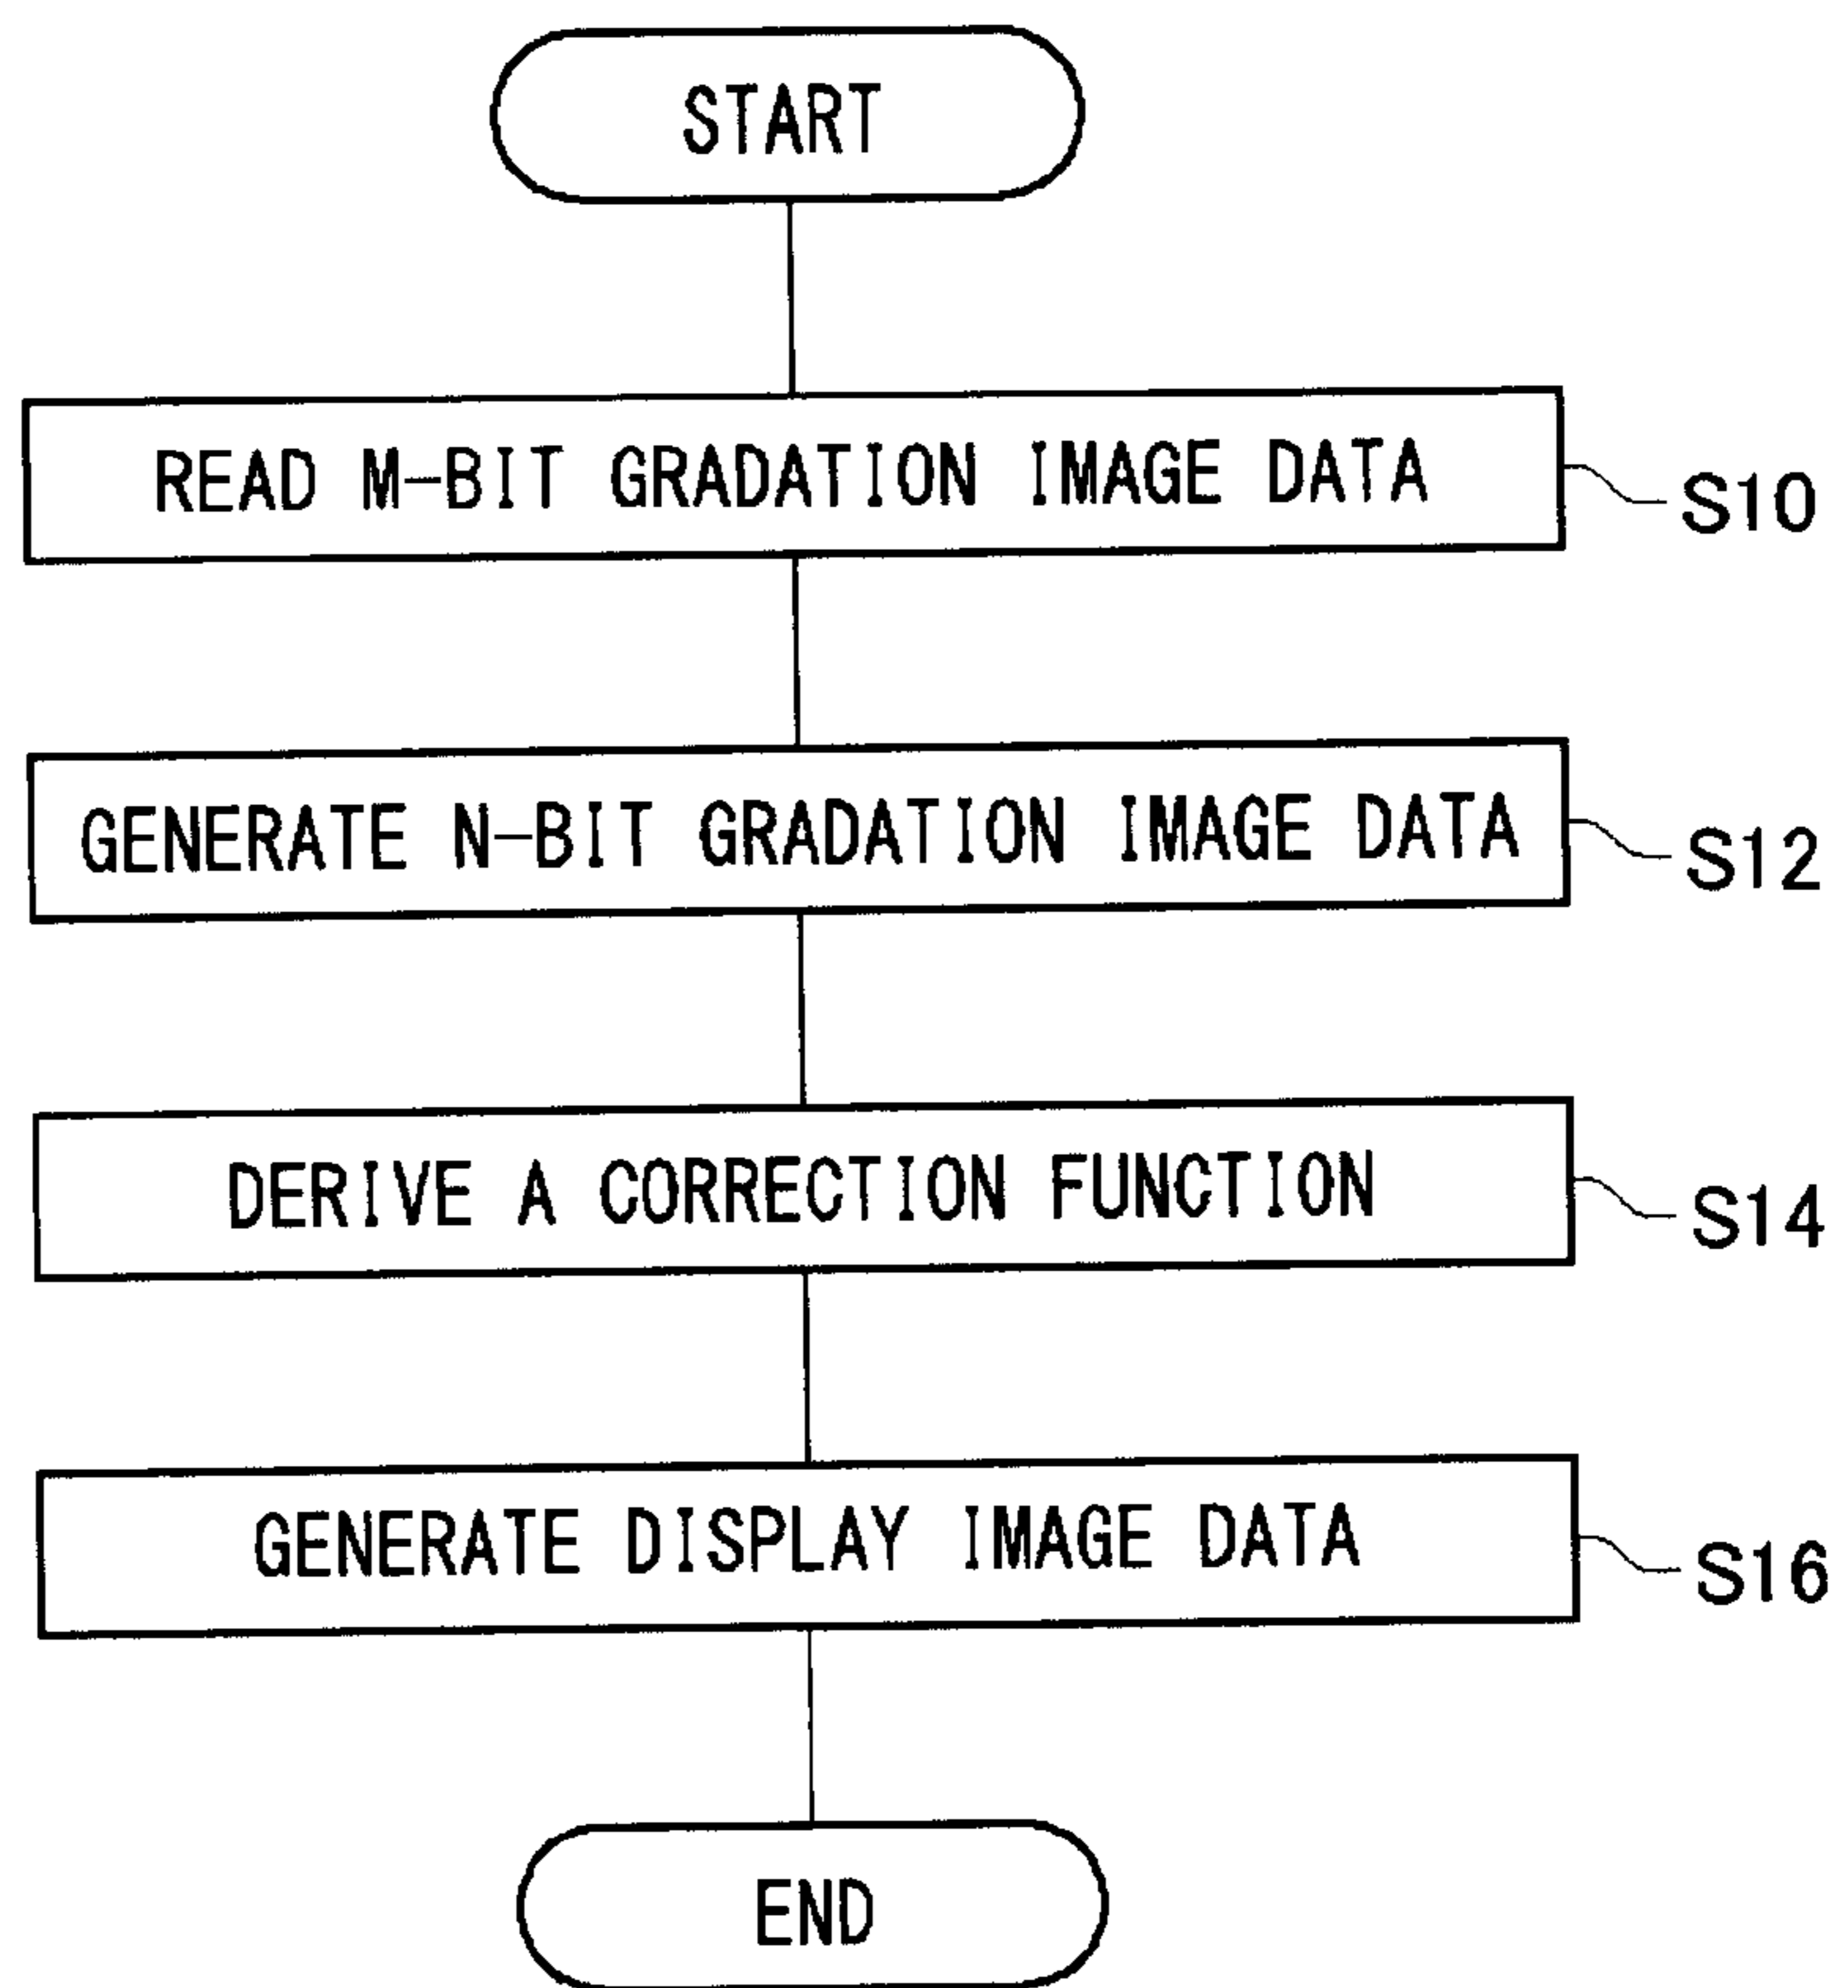 START
READ M-BIT GRADATION IMAGE DATA
S10
GENERATE N-BIT GRADATION IMAGE DATA
S12
DERIVE A CORRECTION FUNCTION
S14
GENERATE DISPLAY IMAGE DATA
S16
END